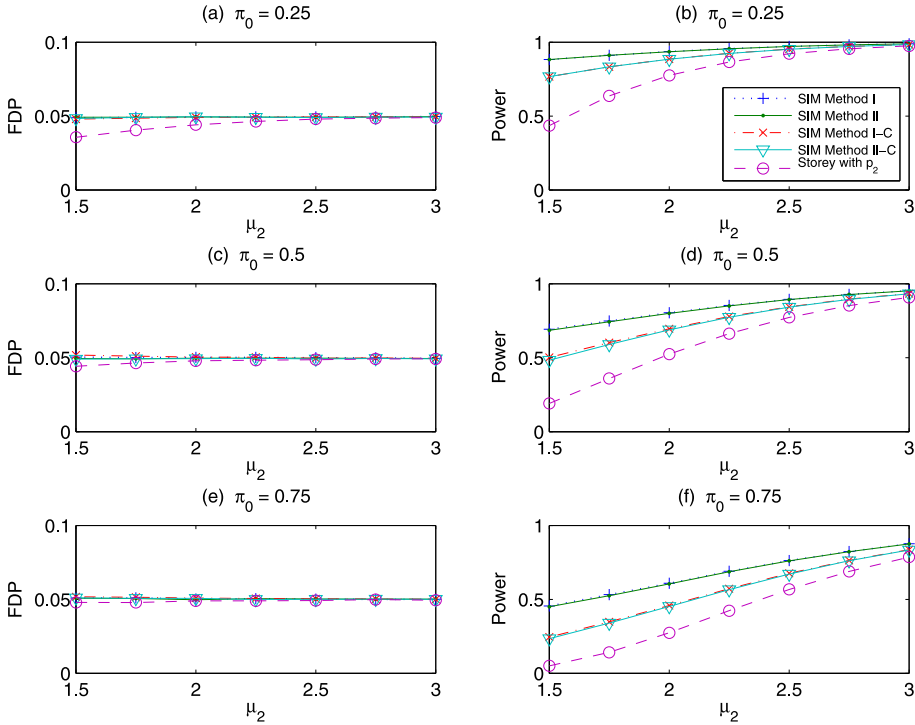 (a) π₀ = 0.25
FDP
0.1
0.05
0
1.5 2 2.5 3
μ₂
(b) π₀ = 0.25
Power
1
0.5
0
1.5 2 2.5 3
μ₂
SIM Method I
SIM Method II
SIM Method I−C
SIM Method II−C
Storey with p₂
(c) π₀ = 0.5
FDP
0.1
0.05
0
1.5 2 2.5 3
μ₂
(d) π₀ = 0.5
Power
1
0.5
0
1.5 2 2.5 3
μ₂
(e) π₀ = 0.75
FDP
0.1
0.05
0
1.5 2 2.5 3
μ₂
(f) π₀ = 0.75
Power
1
0.5
0
1.5 2 2.5 3
μ₂